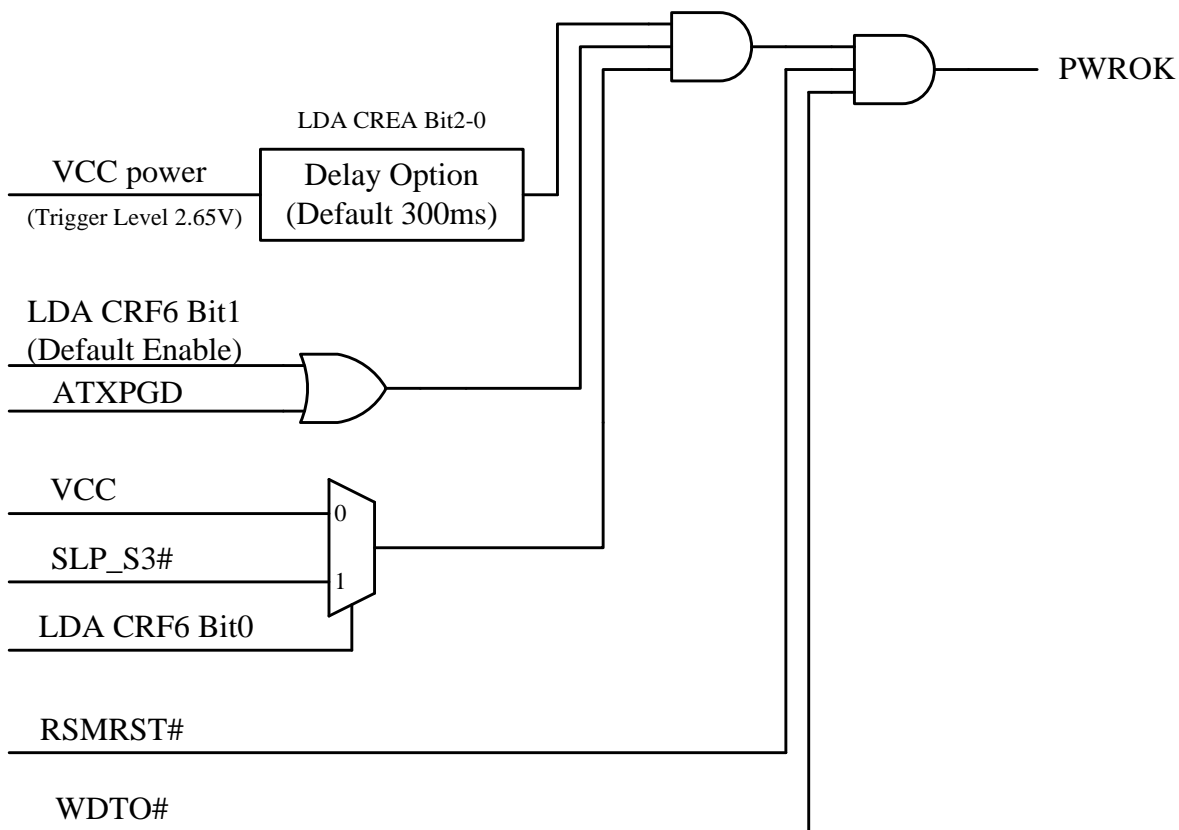 PWROK
LDA CREA Bit2-0
VCC power
(Trigger Level 2.65V)
Delay Option
(Default 300ms)
LDA CRF6 Bit1
(Default Enable)
ATXPGD
VCC
0
SLP_S3#
1
LDA CRF6 Bit0
RSMRST#
WDTO#